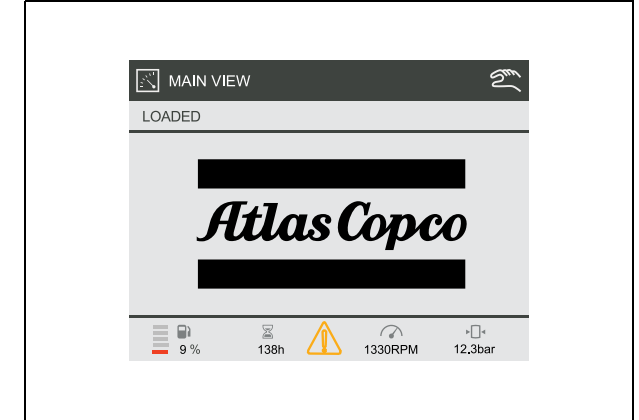 MAIN VIEW
LOADED
Atlas Copco
9 %
138h
1330RPM
12.3bar